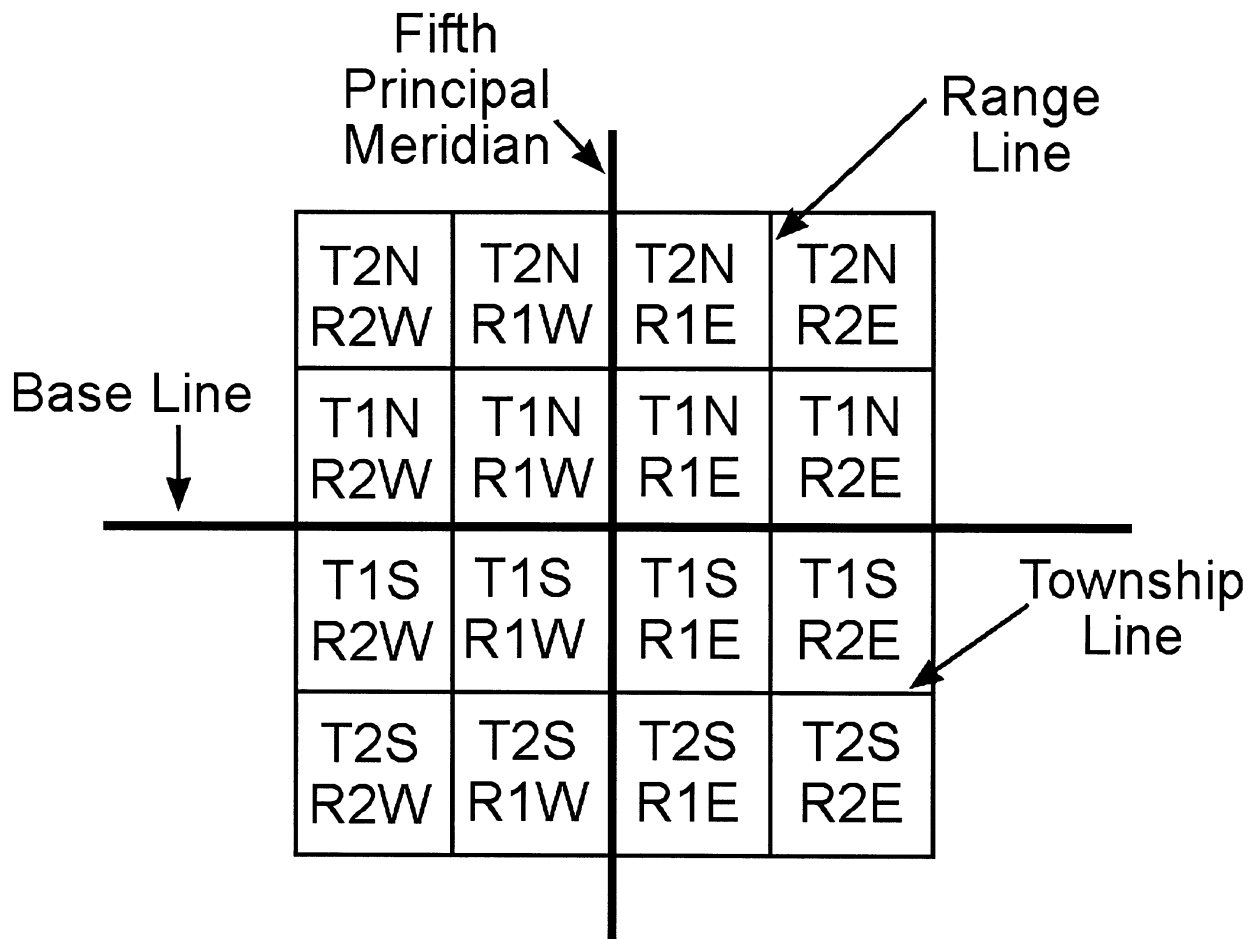 Fifth
Principal
Meridian
Range
Line
T2N T2N T2N T2N
R2W R1W R1E R2E
Base Line
T1N T1N T1N T1N
R2W R1W R1E R2E
T1S T1S T1S T1S
R2W R1W R1E R2E
Township
Line
T2S T2S T2S T2S
R2W R1W R1E R2E